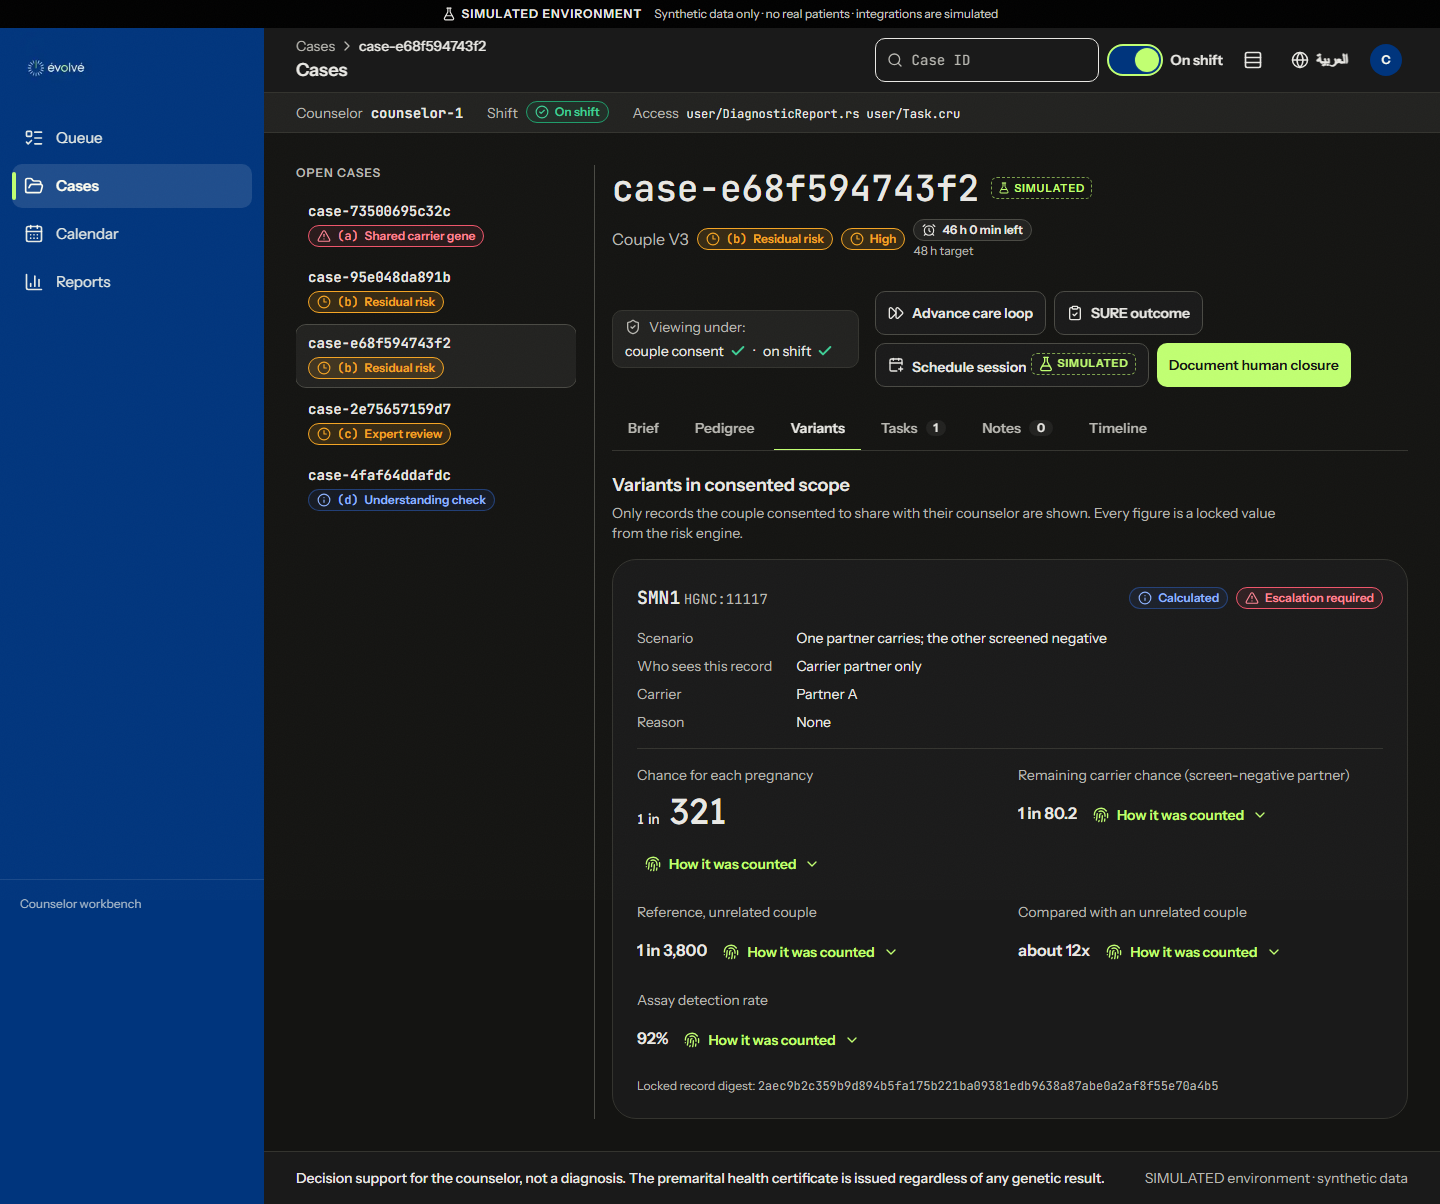 SIMULATED ENVIRONMENT Synthetic data only · no real patients · integrations are simulated
évolvé
Queue
Cases
Calendar
Reports
Counselor workbench
Cases > case-e68f594743f2
Cases
Case ID
On shift
العربية
C
Counselor counselor-1 Shift On shift Access user/DiagnosticReport.rs user/Task.cru
OPEN CASES
case-73500695c32c
(a) Shared carrier gene
case-95e048da891b
(b) Residual risk
case-e68f594743f2
(b) Residual risk
case-2e75657159d7
(c) Expert review
case-4faf64ddafdc
(d) Understanding check
case-e68f594743f2 SIMULATED
Couple V3 (b) Residual risk High 46 h 0 min left
48 h target
Viewing under:
couple consent ✓ · on shift ✓
Advance care loop SURE outcome
Schedule session SIMULATED Document human closure
Brief Pedigree Variants Tasks 1 Notes 0 Timeline
Variants in consented scope
Only records the couple consented to share with their counselor are shown. Every figure is a locked value
from the risk engine.
SMN1 HGNC:11117 Calculated Escalation required
Scenario One partner carries; the other screened negative
Who sees this record Carrier partner only
Carrier Partner A
Reason None
Chance for each pregnancy
1 in 321
How it was counted
Remaining carrier chance (screen-negative partner)
1 in 80.2 How it was counted
Reference, unrelated couple
1 in 3,800 How it was counted
Compared with an unrelated couple
about 12x How it was counted
Assay detection rate
92% How it was counted
Locked record digest: 2aec9b2c359b9d894b5fa175b221ba09381edb9638a87abe0a2af8f55e70a4b5
Decision support for the counselor, not a diagnosis. The premarital health certificate is issued regardless of any genetic result.
SIMULATED environment · synthetic data